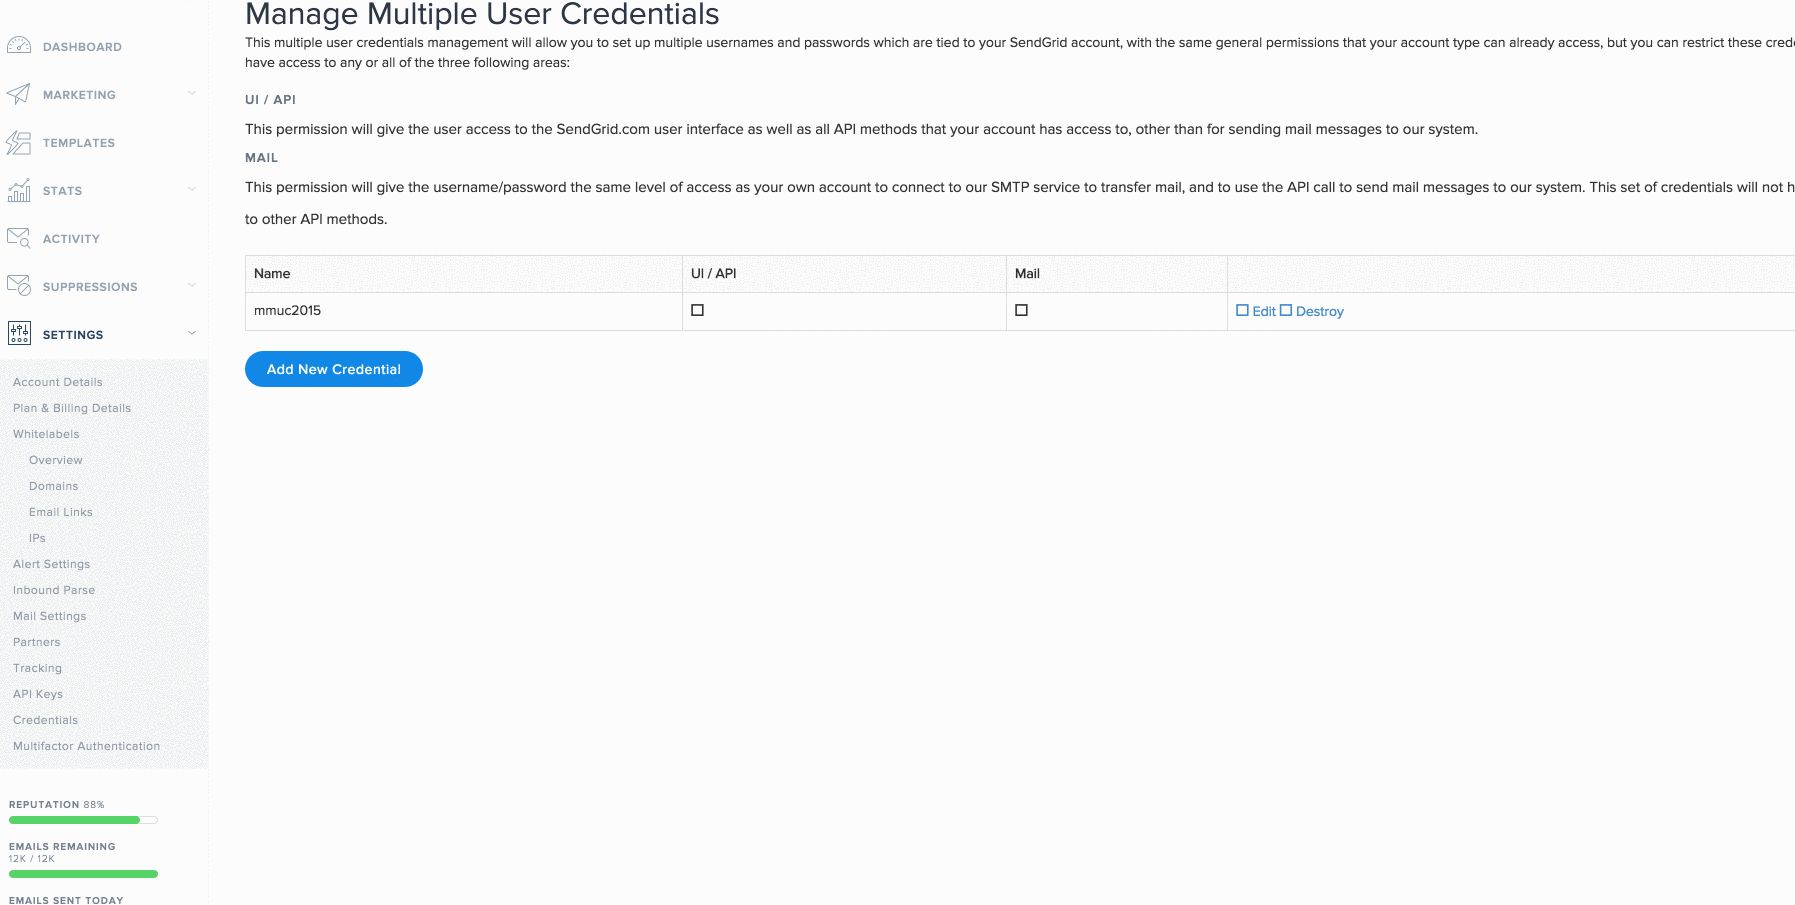 Manage Multiple User Credentials
This multiple user credentials management will allow you to set up multiple usernames and passwords which are tied to your SendGrid account, with the same general permissions that your account type can already access, but you can restrict these
have access to any or all of the three following areas:
UI / API
This permission will give the user access to the SendGrid.com user interface as well as all API methods that your account has access to, other than for sending mail messages to our system.
MAIL
This permission will give the username/password the same level of access as your own account to connect to our SMTP service to transfer mail, and to use the API call to send mail messages to our system. This set of credentials will not
to other API methods.
Name UI / API Mail
mmuc2015 Edit Destroy
Add New Credential
DASHBOARD
MARKETING
TEMPLATES
STATS
ACTIVITY
SUPPRESSIONS
SETTINGS
Account Details
Plan & Billing Details
Whitelabels
Overview
Domains
Email Links
IPs
Alert Settings
Inbound Parse
Mail Settings
Partners
Tracking
API Keys
Credentials
Multifactor Authentication
REPUTATION 88%
EMAILS REMAINING
12K / 12K
EMAILS SENT TODAY